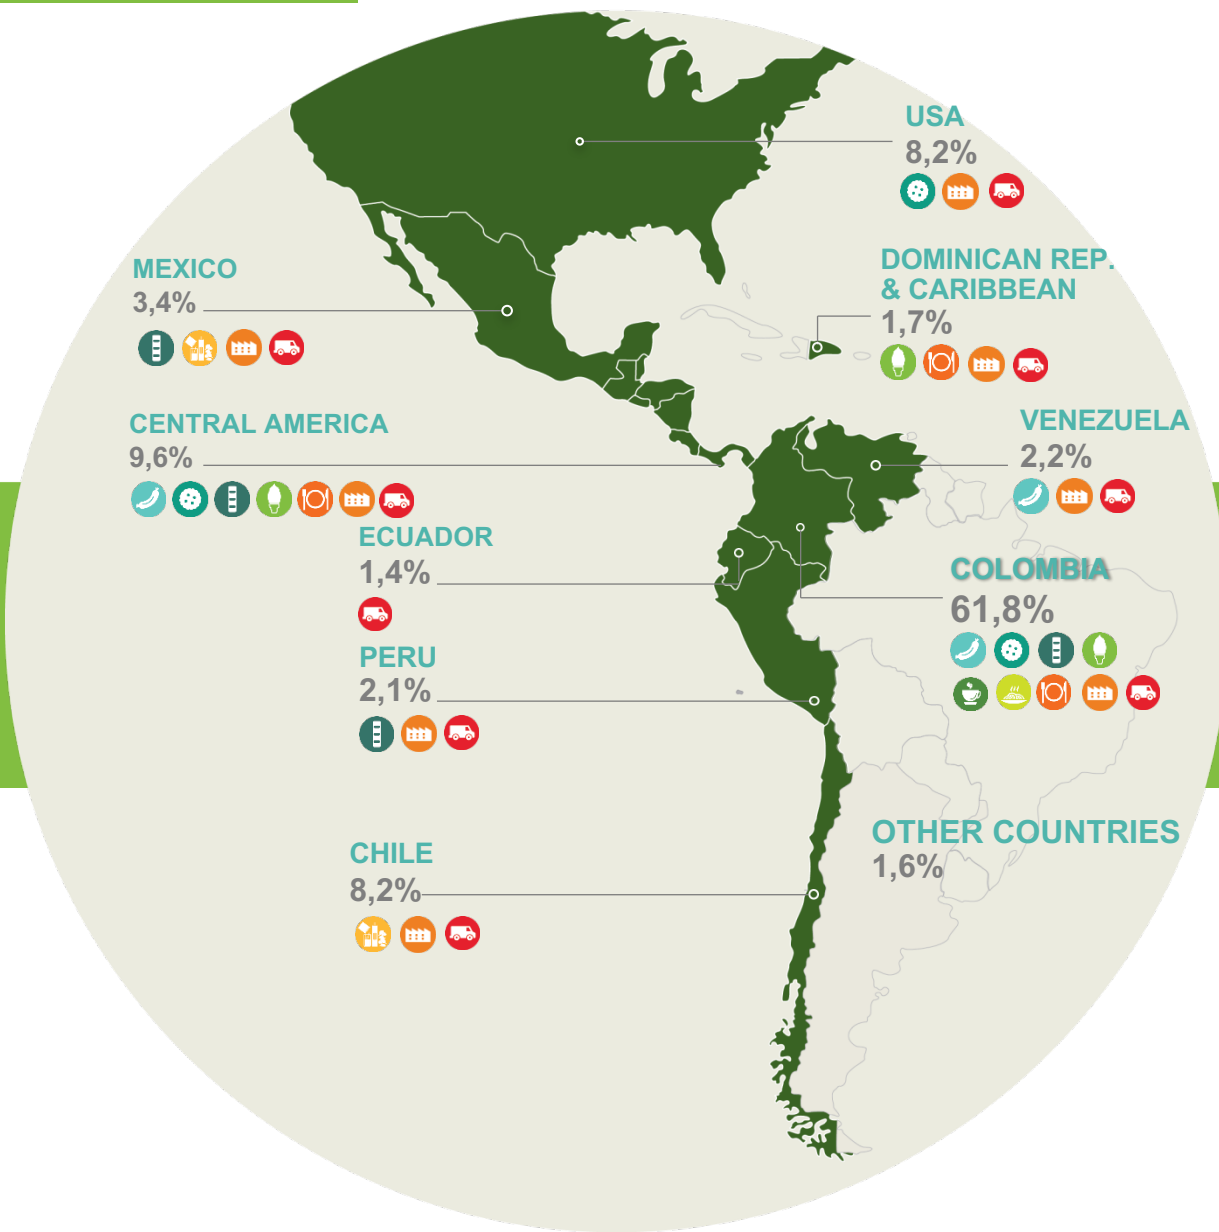 USA
8,2%
MEXICO
3,4%
DOMINICAN REP.
& CARIBBEAN
1,7%
CENTRAL AMERICA
9,6%
VENEZUELA
2,2%
ECUADOR
1,4%
COLOMBIA
61,8%
PERU
2,1%
OTHER COUNTRIES
1,6%
CHILE
8,2%